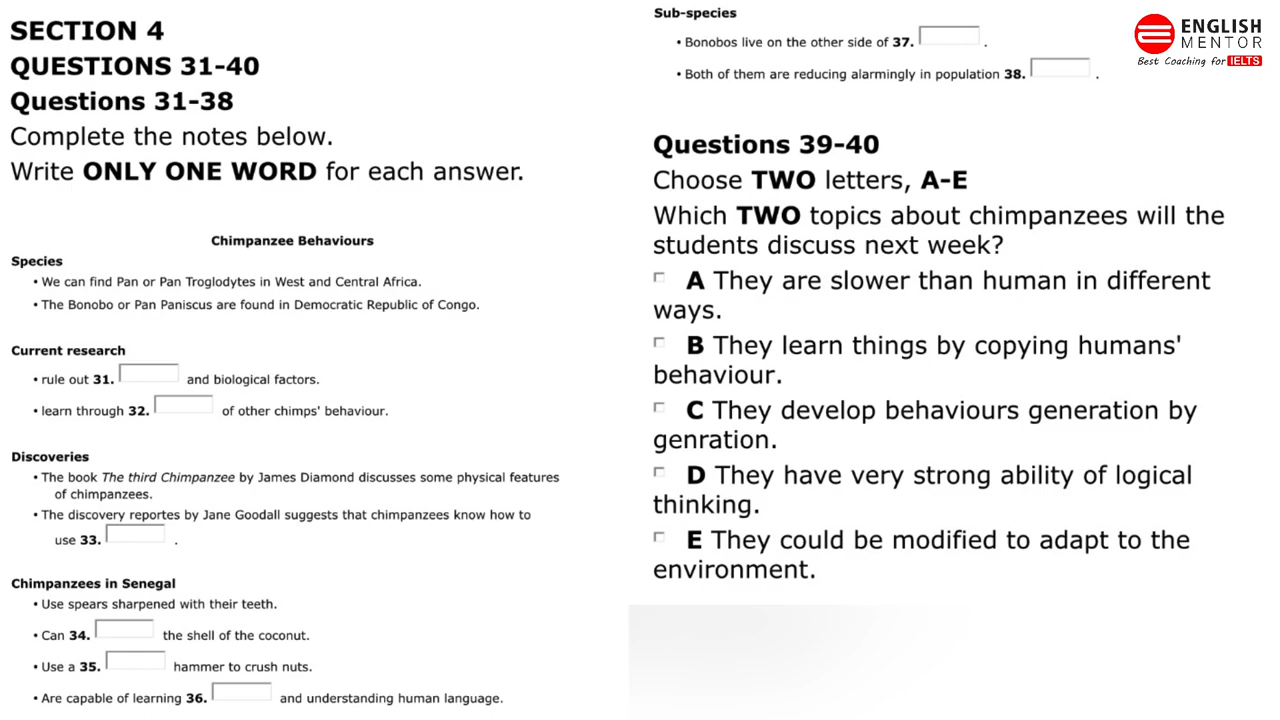 SECTION 4
QUESTIONS 31-40
Questions 31-38
Complete the notes below.
Write ONLY ONE WORD for each answer.
Chimpanzee Behaviours
Species
• We can find Pan or Pan Troglodytes in West and Central Africa.
• The Bonobo or Pan Paniscus are found in Democratic Republic of Congo.
Current research
• rule out 31. and biological factors.
• learn through 32. of other chimps' behaviour.
Discoveries
• The book The third Chimpanzee by James Diamond discusses some physical features
of chimpanzees.
• The discovery reportes by Jane Goodall suggests that chimpanzees know how to
use 33. .
Chimpanzees in Senegal
• Use spears sharpened with their teeth.
• Can 34. the shell of the coconut.
• Use a 35. hammer to crush nuts.
• Are capable of learning 36. and understanding human language.
Sub-species
• Bonobos live on the other side of 37. .
• Both of them are reducing alarmingly in population 38. .
ENGLISH
MENTOR
Best Coaching for IELTS
Questions 39-40
Choose TWO letters, A-E
Which TWO topics about chimpanzees will the
students discuss next week?
A They are slower than human in different
ways.
B They learn things by copying humans'
behaviour.
C They develop behaviours generation by
genration.
D They have very strong ability of logical
thinking.
E They could be modified to adapt to the
environment.